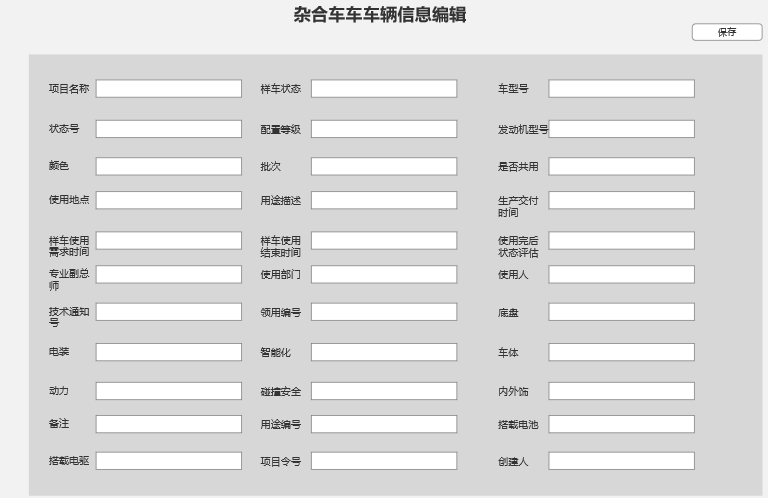 杂合车车车辆信息编辑
保存
项目名称
样车状态
车型号
状态号
配置等级
发动机型号
颜色
批次
是否共用
使用地点
用途描述
生产交付
时间
样车使用
需求时间
样车使用
结束时间
使用完后
状态评估
专业副总
师
使用部门
使用人
技术通知
号
领用编号
底盘
电装
智能化
车体
动力
碰撞安全
内外饰
备注
用途编号
搭载电池
搭载电驱
项目令号
创建人